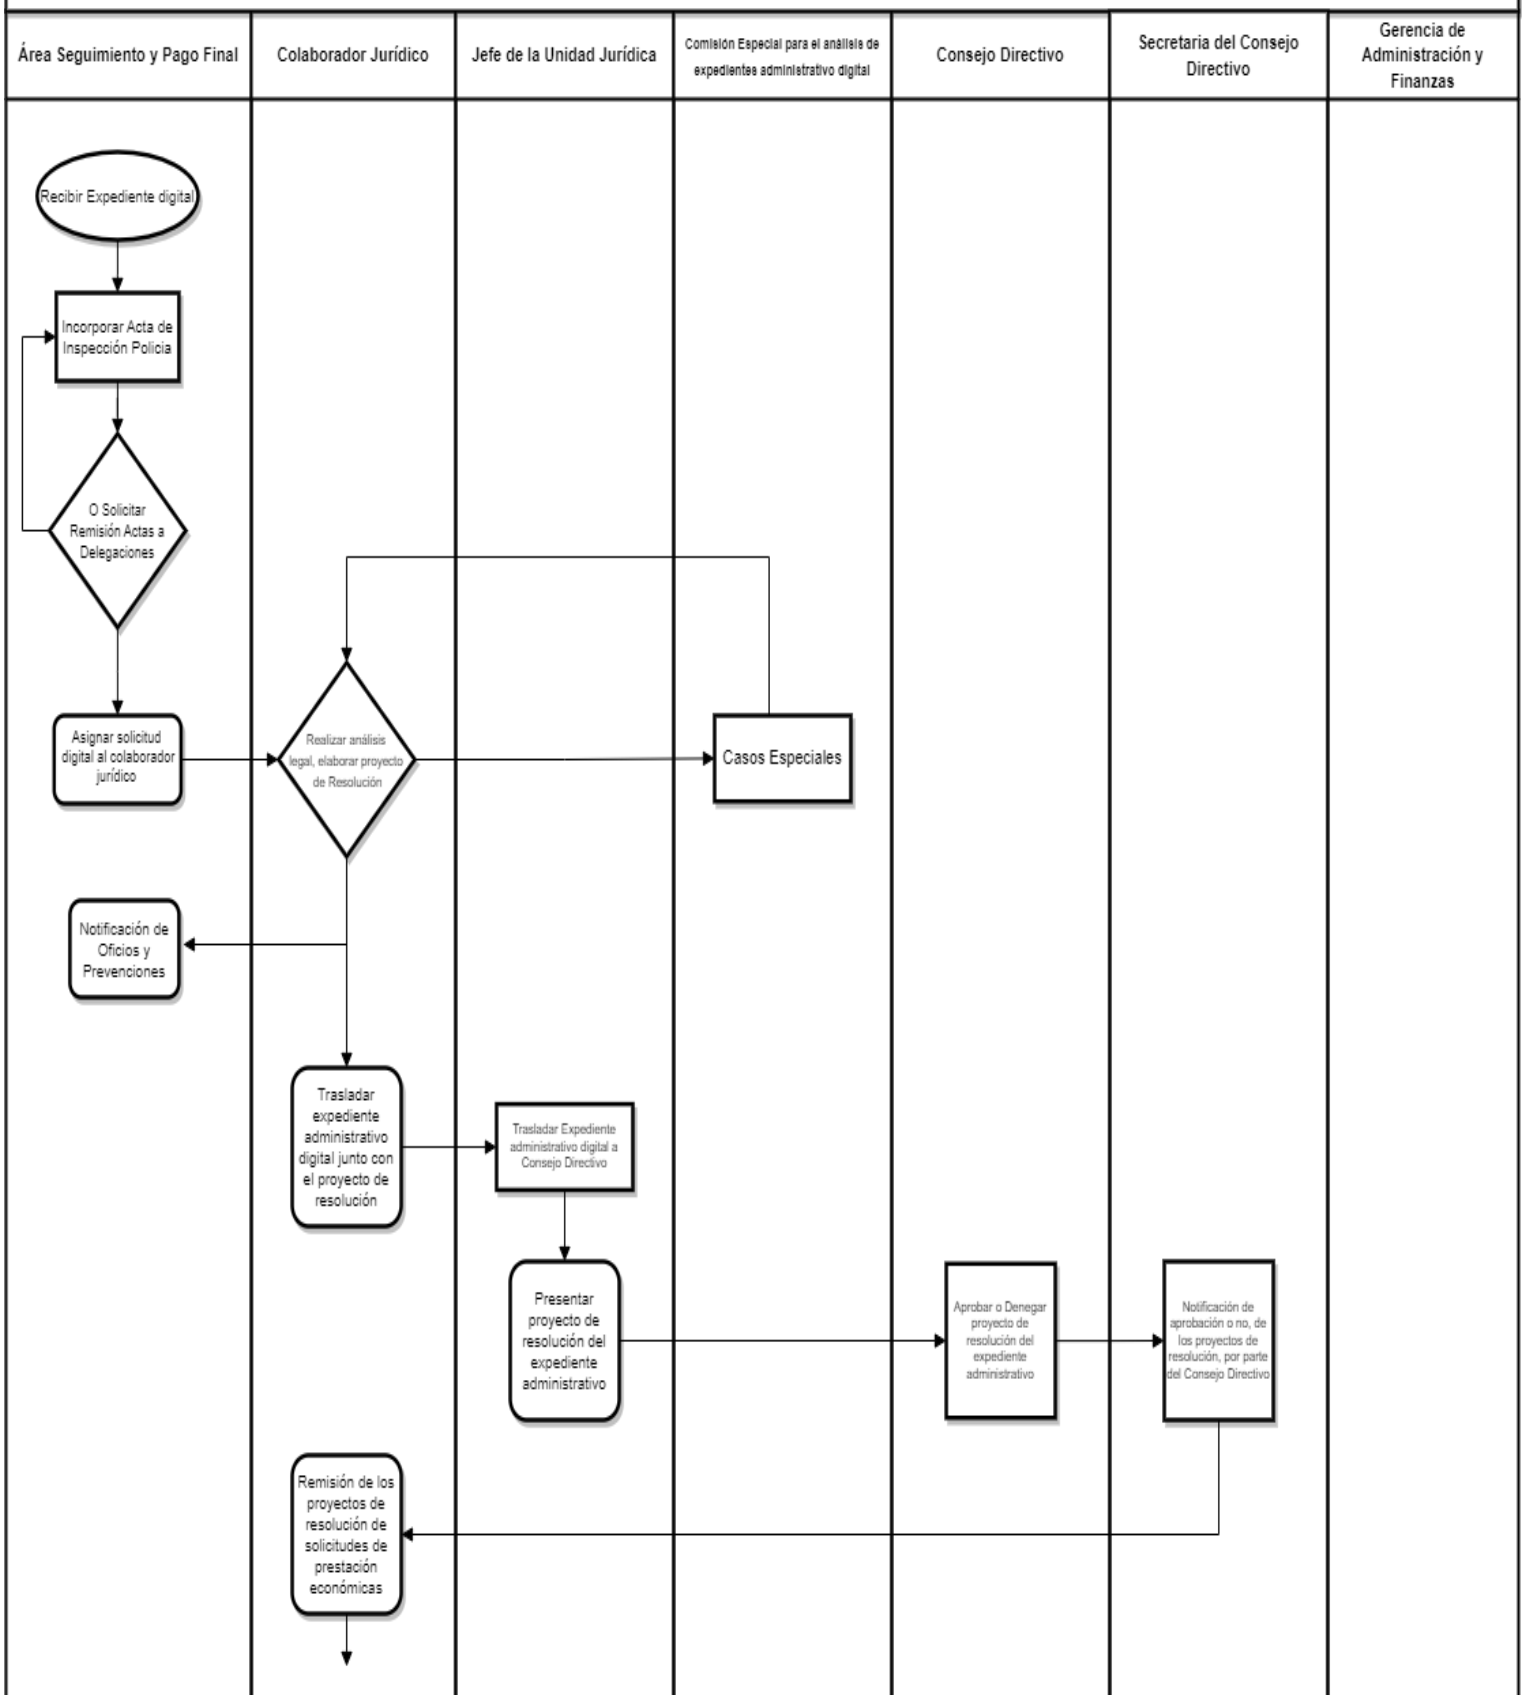 Área Seguimiento y Pago Final
Colaborador Jurídico
Jefe de la Unidad Jurídica
Comisión Especial para el análisis de
expedientes administrativo digital
Consejo Directivo
Secretaria del Consejo
Directivo
Gerencia de
Administración y
Finanzas
Recibir Expediente digital
Incorporar Acta de
Inspección Policia
O Solicitar
Remisión Actas a
Delegaciones
Asignar solicitud
digital al colaborador
jurídico
Realizar análisis
legal, elaborar proyecto
de Resolución
Casos Especiales
Notificación de
Oficios y
Prevenciones
Trasladar
expediente
administrativo
digital junto con
el proyecto de
resolución
Trasladar Expediente
administrativo digital a
Consejo Directivo
Presentar
proyecto de
resolución del
expediente
administrativo
Aprobar o Denegar
proyecto de
resolución del
expediente
administrativo
Notificación de
aprobación o no, de
los proyectos de
resolución, por parte
del Consejo Directivo
Remisión de los
proyectos de
resolución de
solicitudes de
prestación
económicas